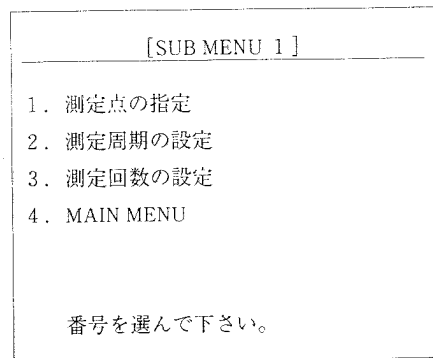 [SUB MENU 1]
1. 測定点の指定
2. 測定周期の設定
3. 測定回数の設定
4. MAIN MENU
番号を選んで下さい。